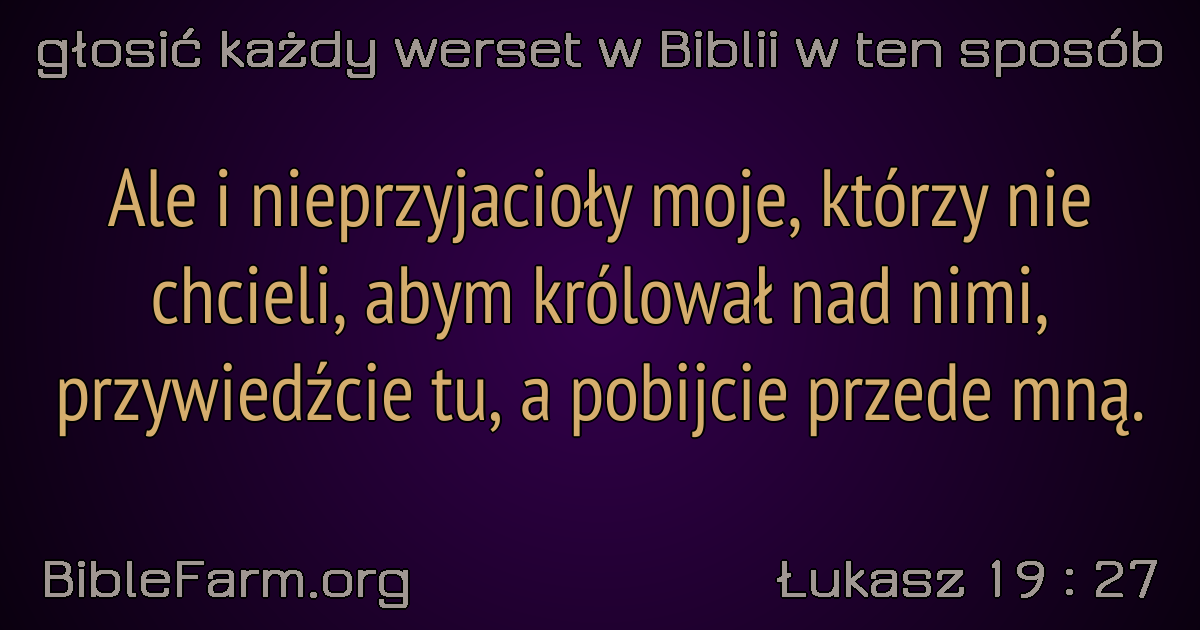 głosić każdy werset w Biblii w ten sposób
Ale i nieprzyjacioły moje, którzy nie
chcieli, abym królował nad nimi,
przywiedźcie tu, a pobijcie przede mną.
BibleFarm.org
Łukasz 19 : 27